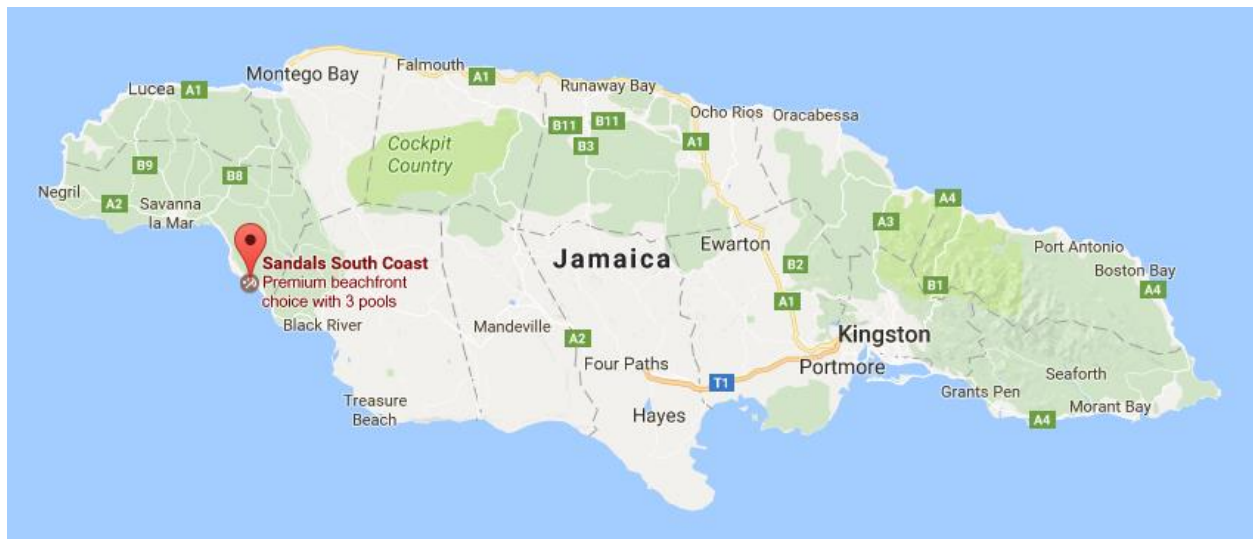 Falmouth
Montego Bay
A1
Runaway Bay
Lucea
A1
Ocho Rios
Oracabessa
B11
B11
Cockpit
Country
B3
A1
B9
B8
Negril
A2
Savanna
la Mar
A4
A3
Ewarton
Port Antonio
Sandals South Coast
Premium beachfront
choice with 3 pools
Jamaica
B2
Boston Bay
B1
A4
A1
Black River
Mandeville
A2
Kingston
Four Paths
Portmore
T1
Seaforth
Treasure
Beach
Grants Pen
Hayes
Morant Bay
A4